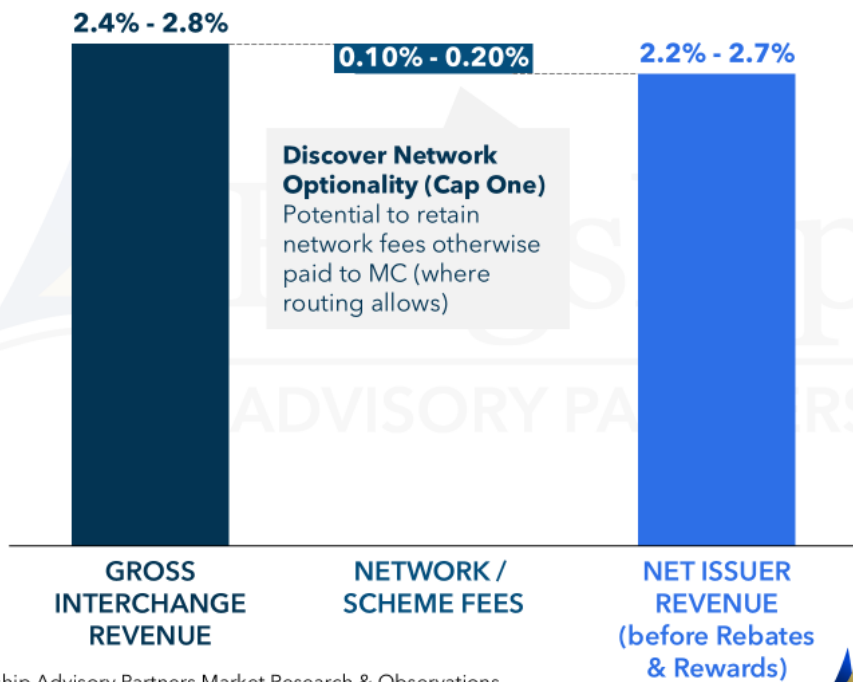 2.4% - 2.8%
0.10% - 0.20%
2.2% - 2.7%
Discover Network
Optionality (Cap One)
Potential to retain
network fees otherwise
paid to MC (where
routing allows)
ADVISORY PA
GROSS
INTERCHANGE
REVENUE
NETWORK /
SCHEME FEES
NET ISSUER
REVENUE
(before Rebates
& Rewards)
Advisory Partners Market Research & Observations